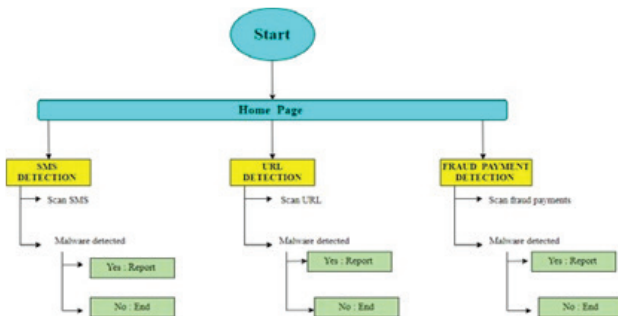 Start
Home Page
SMS
DETECTION
URL
DETECTION
FRAUD PAYMENT
DETECTION
Scan SMS
Scan URL
Scan fraud payments
Malware detected
Malware detected
Malware detected
Yes : Report
Yes : Report
Yes : Report
No : End
No : End
No : End